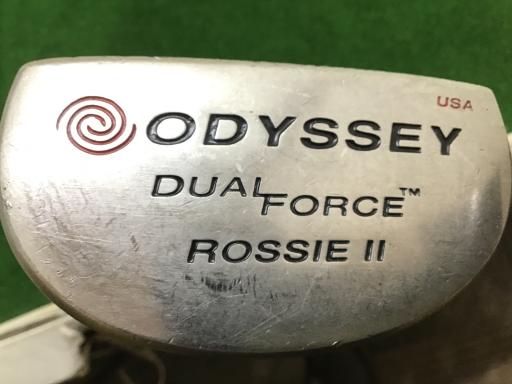 USA
ODYSSEY
DUAL FORCE™
ROSSIE II